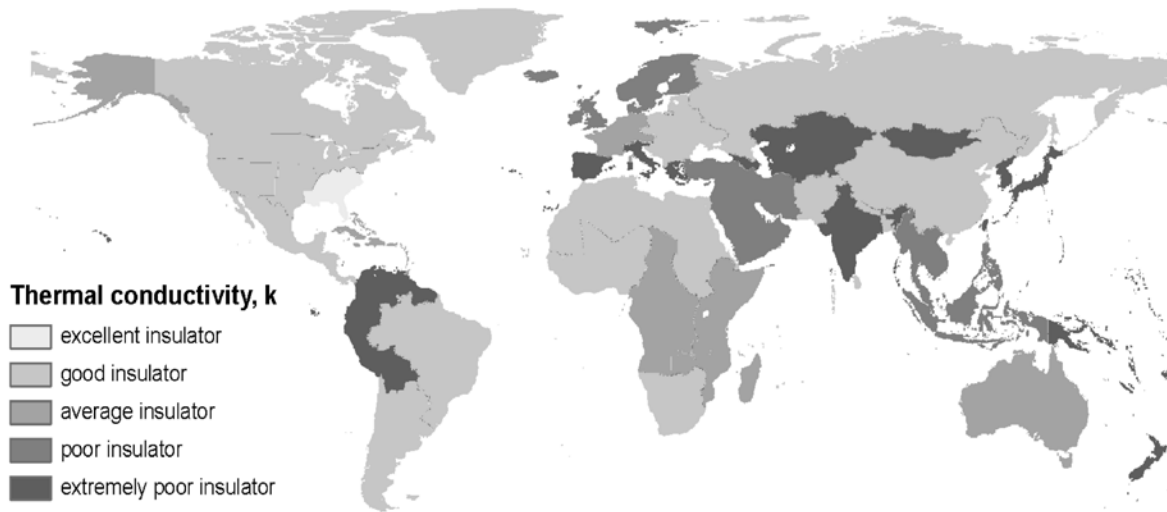 Thermal conductivity, k
excellent insulator
good insulator
average insulator
poor insulator
extremely poor insulator